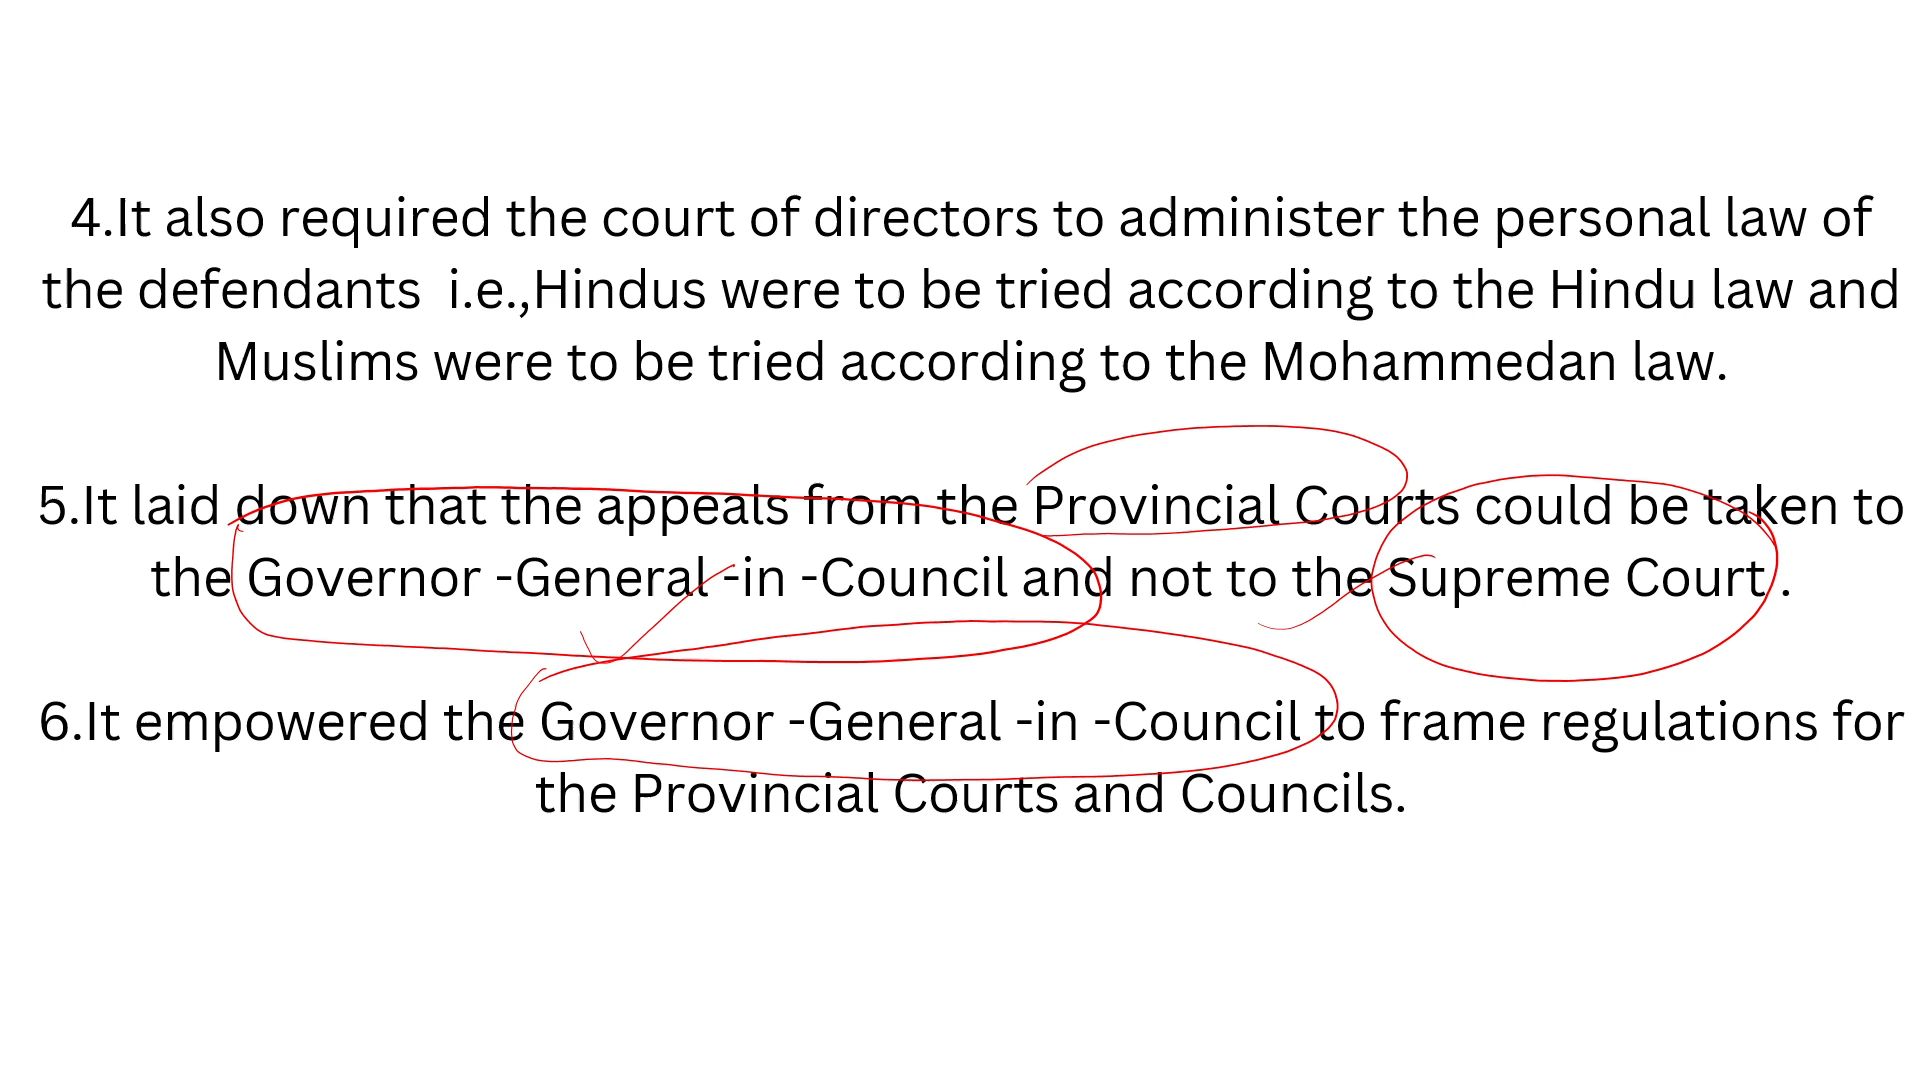 4.It also required the court of directors to administer the personal law of
the defendants  i.e.,Hindus were to be tried according to the Hindu law and
Muslims were to be tried according to the Mohammedan law.
5.It laid down that the appeals from the Provincial Courts could be taken to
the Governor -General -in -Council and not to the Supreme Court .
6.It empowered the Governor -General -in -Council to frame regulations for
the Provincial Courts and Councils.